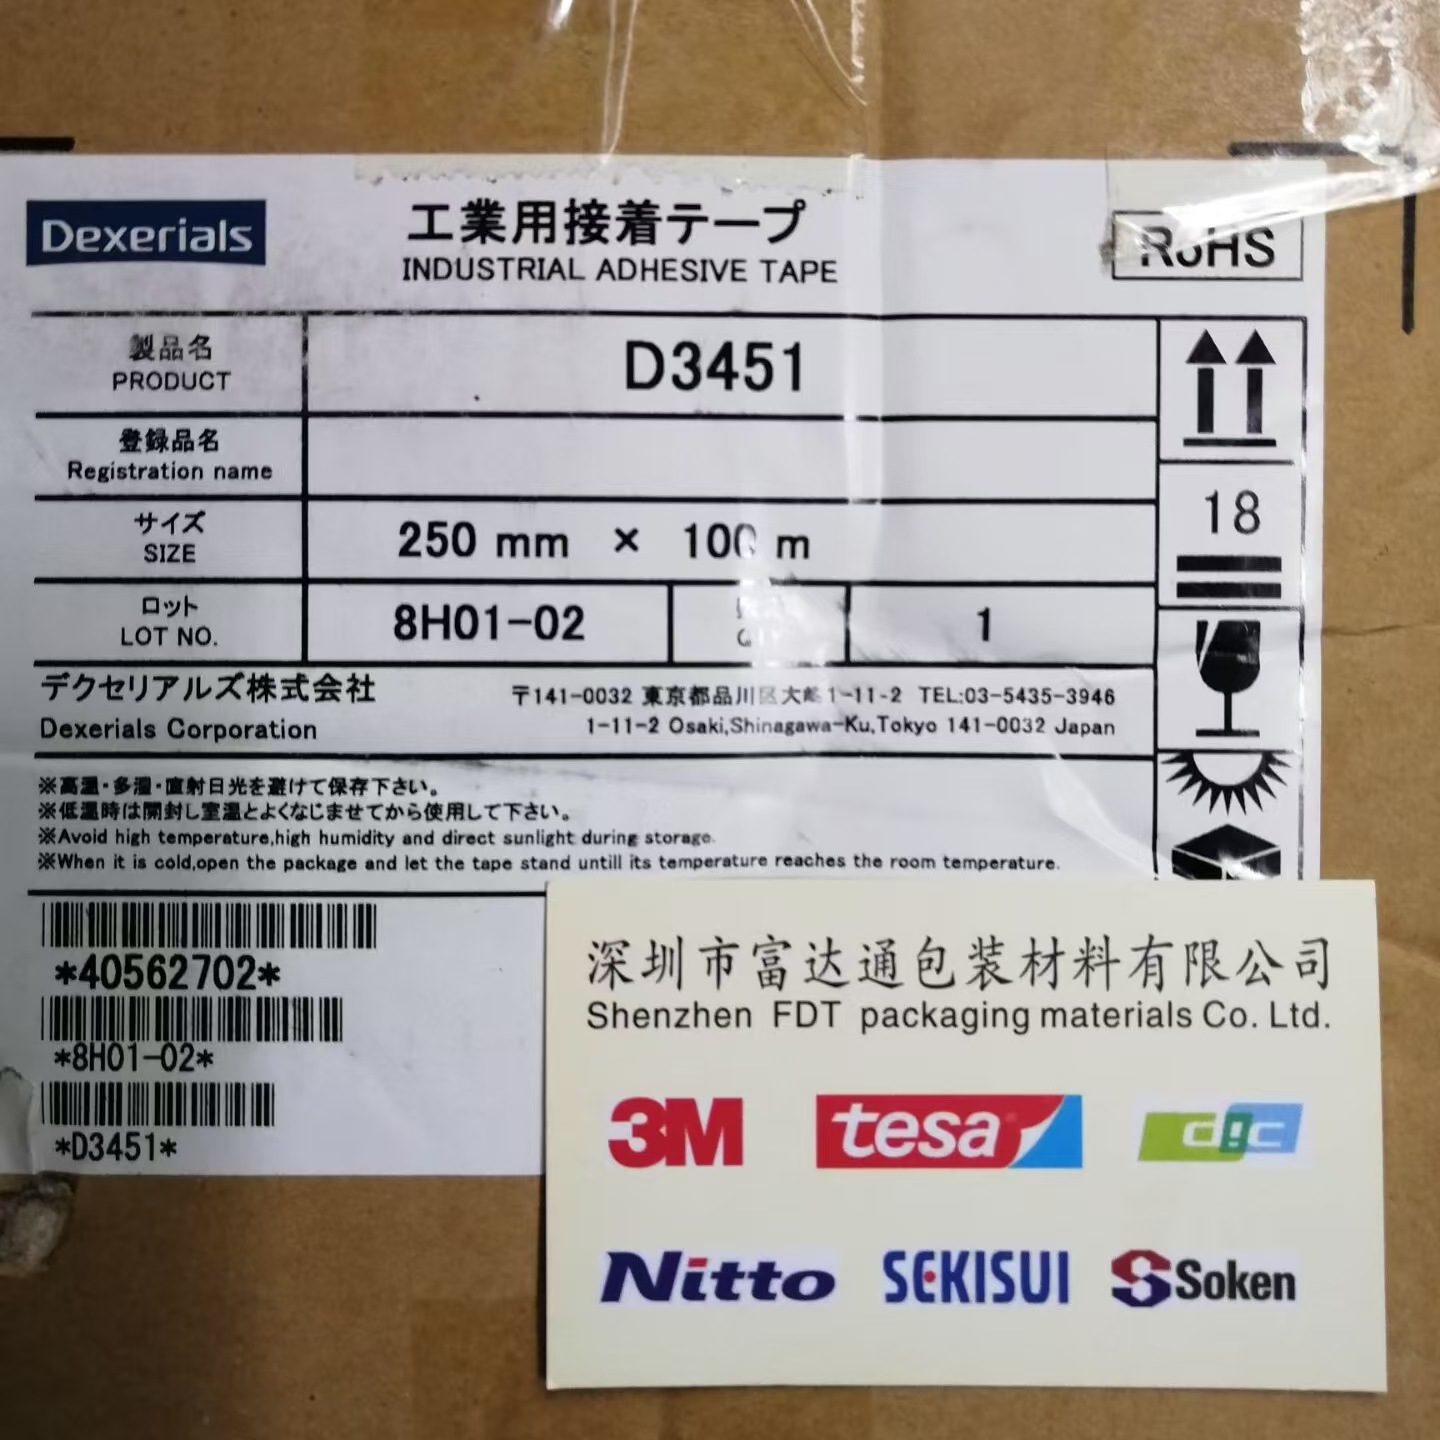 Dexerials
工業用接着テープ
INDUSTRIAL ADHESIVE TAPE
RoHS
製品名
PRODUCT
D3451
登録品名
Registration name
サイズ
SIZE
250 mm × 100 m
18
ロット
LOT NO.
8H01-02
1
デクセリアルズ株式会社
Dexerials Corporation
〒141-0032 東京都品川区大崎1-11-2 TEL:03-5435-3946
1-11-2 Osaki,Shinagawa-Ku,Tokyo 141-0032 Japan
※高温・多湿・直射日光を避けて保存下さい。
※低温時は開封し室温とよくなじませてから使用して下さい。
※Avoid high temperature,high humidity and direct sunlight during storage.
※When it is cold,open the package and let the tape stand untill its temperature reaches the room temperature.
*40562702*
*8H01-02*
*D3451*
深圳市富达通包装材料有限公司
Shenzhen FDT packaging materials Co. Ltd.
3M
tesa
dic
Nitto
SEKISUI
Soken